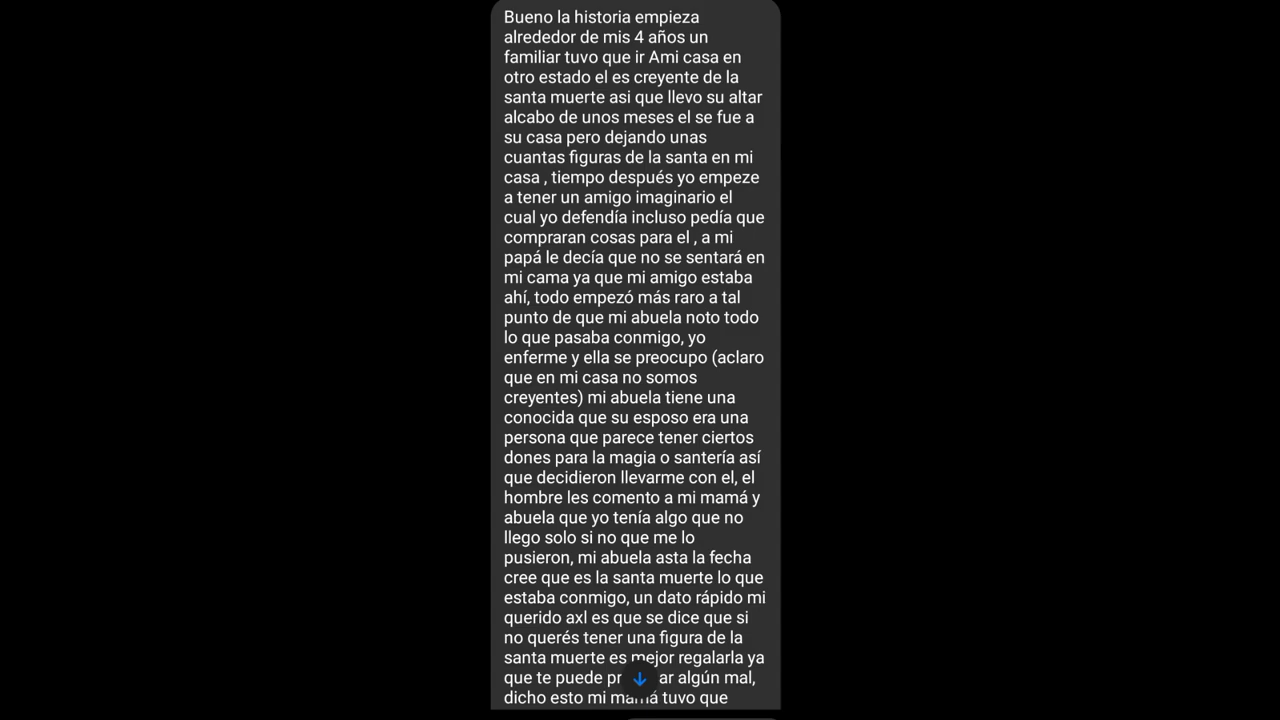 Bueno la historia empieza
alrededor de mis 4 años un
familiar tuvo que ir Ami casa en
otro estado el es creyente de la
santa muerte asi que llevo su altar
alcabo de unos meses el se fue a
su casa pero dejando unas
cuantas figuras de la santa en mi
casa , tiempo después yo empeze
a tener un amigo imaginario el
cual yo defendía incluso pedía que
compraran cosas para el , a mi
papá le decía que no se sentará en
mi cama ya que mi amigo estaba
ahí, todo empezó más raro a tal
punto de que mi abuela noto todo
lo que pasaba conmigo, yo
enferme y ella se preocupo (aclaro
que en mi casa no somos
creyentes) mi abuela tiene una
conocida que su esposo era una
persona que parece tener ciertos
dones para la magia o santería así
que decidieron llevarme con el, el
hombre les comento a mi mamá y
abuela que yo tenía algo que no
llego solo si no que me lo
pusieron, mi abuela asta la fecha
cree que es la santa muerte lo que
estaba conmigo, un dato rápido mi
querido axl es que se dice que si
no querés tener una figura de la
santa muerte es mejor regalarla ya
que te puede algún mal,
dicho esto mi mamá tuvo que